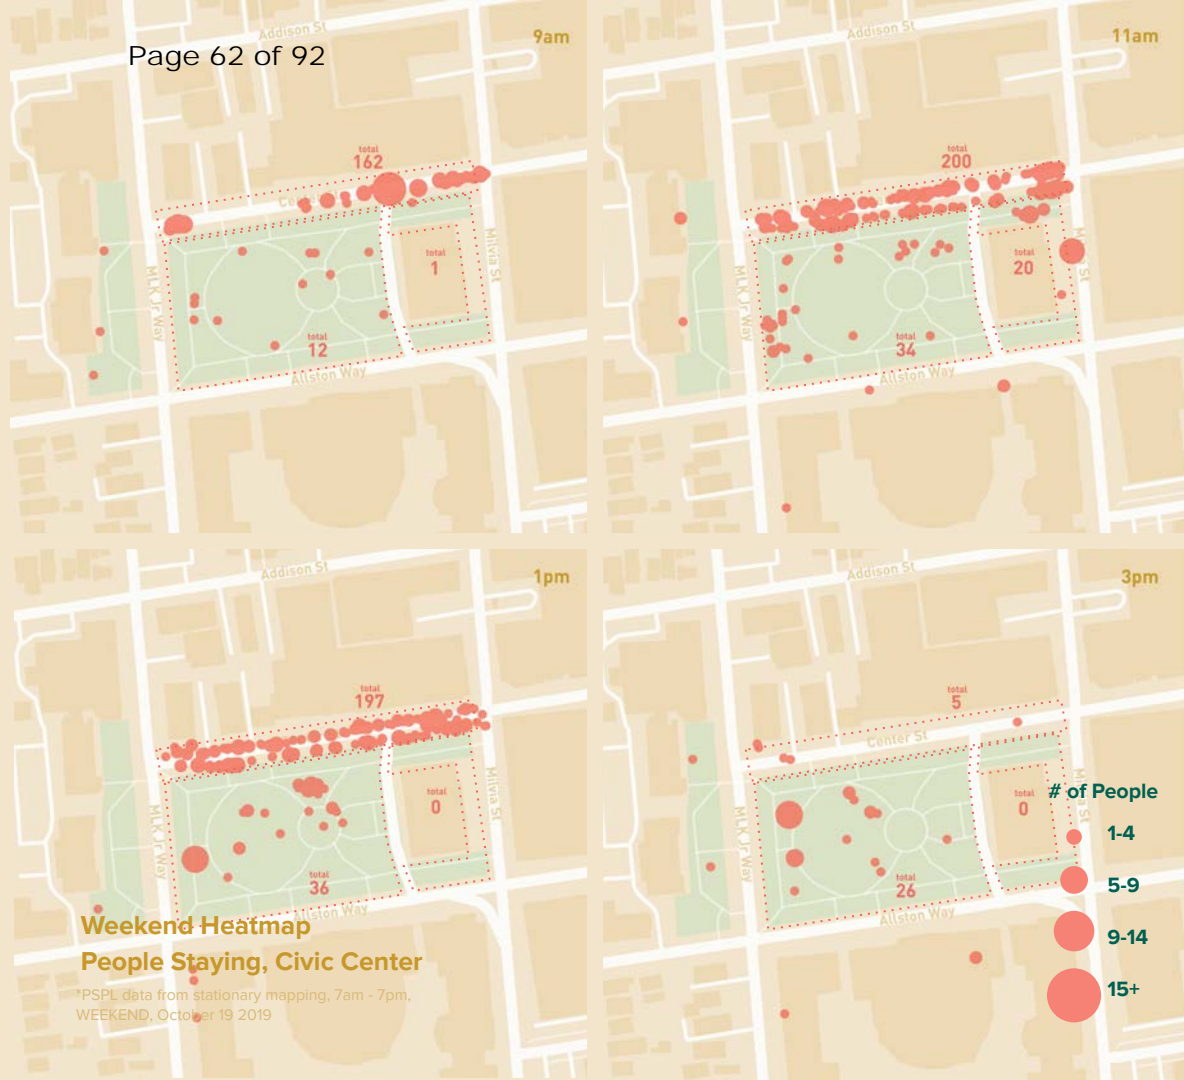 Addison St
9am
Page 62 of 92
total
162
Center St
total
1
MLK Jr Way
Milvia St
total
12
Allston Way
Addison St
11am
total
200
total
20
MLK Jr Way
St
total
34
Allston Way
Addison St
1pm
total
197
total
0
MLK Jr Way
Milvia St
total
36
Allston Way
Weekend Heatmap
People Staying, Civic Center
*PSPL data from stationary mapping, 7am - 7pm,
WEEKEND, October 19 2019
Addison St
3pm
total
5
Center St
total
0
MLK Jr Way
Milvia St
total
26
Allston Way
# of People
1-4
5-9
9-14
15+